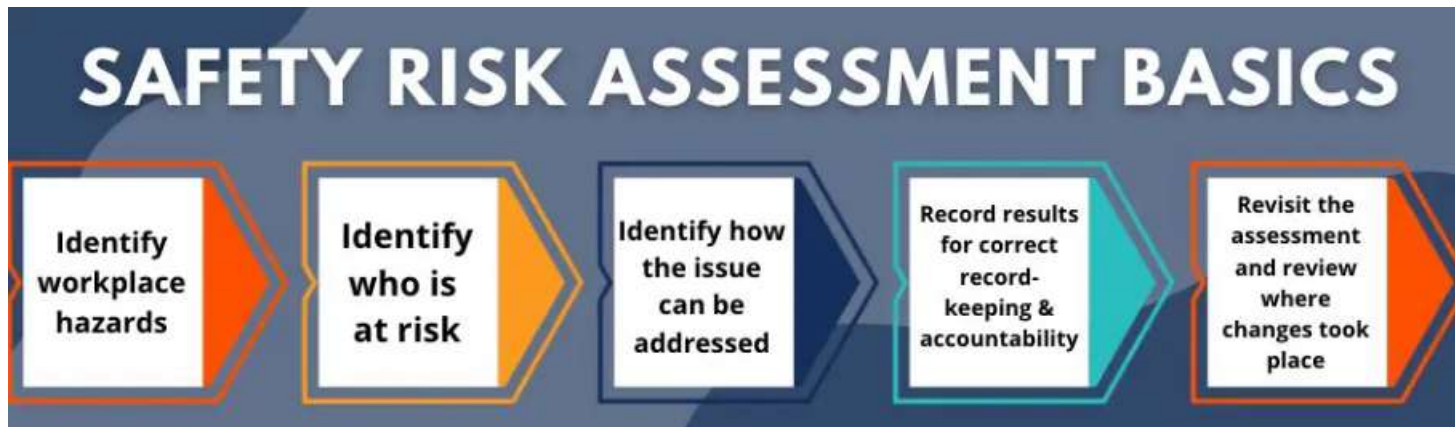 SAFETY RISK ASSESSMENT BASICS
Identify
workplace
hazards
Identify
who is
at risk
Identify how
the issue
can be
addressed
Record results
for correct
record-
keeping &
accountability
Revisit the
assessment
and review
where
changes took
place